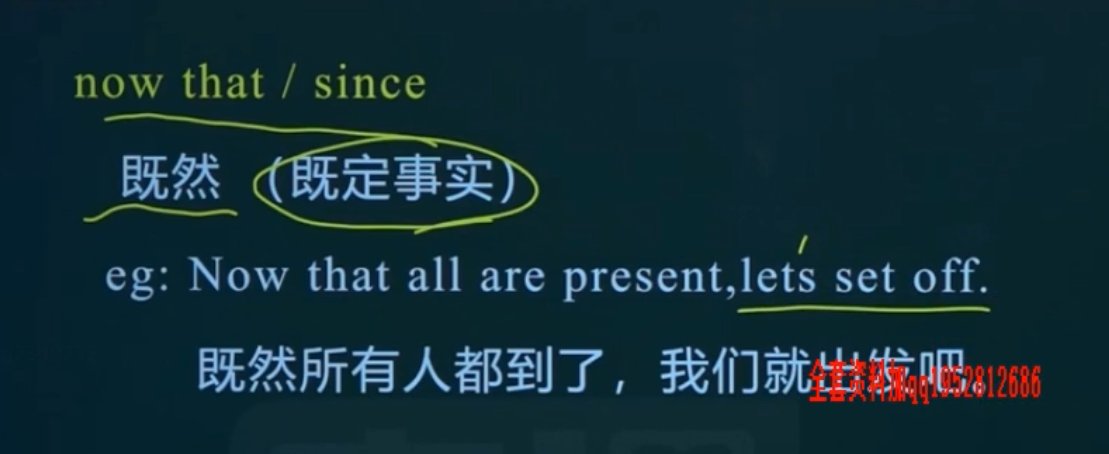 now that / since
既然 (既定事实)
eg: Now that all are present,lets set off.
既然所有人都到了，我们就出发吧。
全套资料加qq1952812686